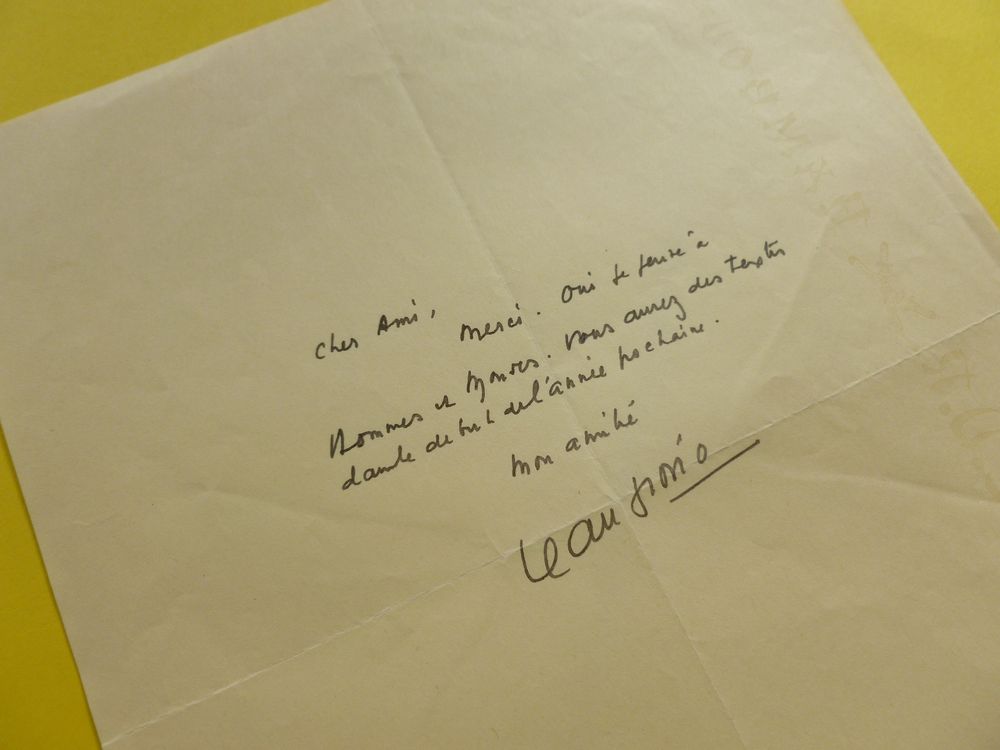 Cher Ami,
Merci. Oui je pense à
Hommes et Mondes. Vous aurez des textes
dans le début de l'année prochaine.
Mon amitié
Jean Giono